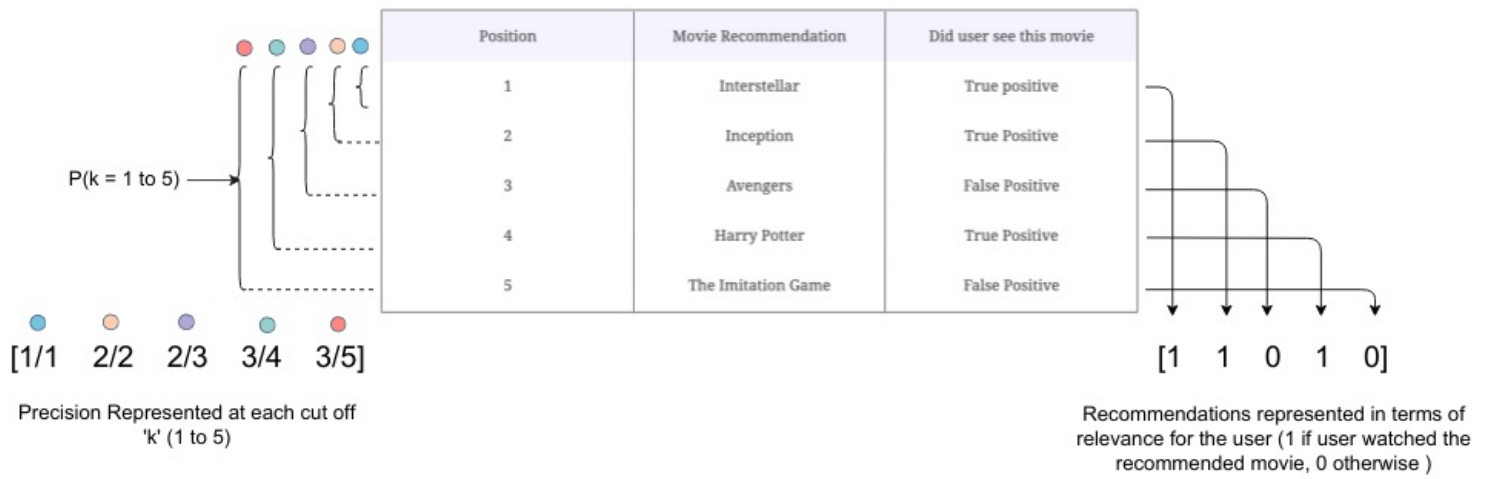 Position Movie Recommendation Did user see this movie
1 Interstellar True positive
2 Inception True Positive
3 Avengers False Positive
4 Harry Potter True Positive
5 The Imitation Game False Positive
P(k = 1 to 5)
[1/1 2/2 2/3 3/4 3/5]
Precision Represented at each cut off
'k' (1 to 5)
[1 1 0 1 0]
Recommendations represented in terms of
relevance for the user (1 if user watched the
recommended movie, 0 otherwise )